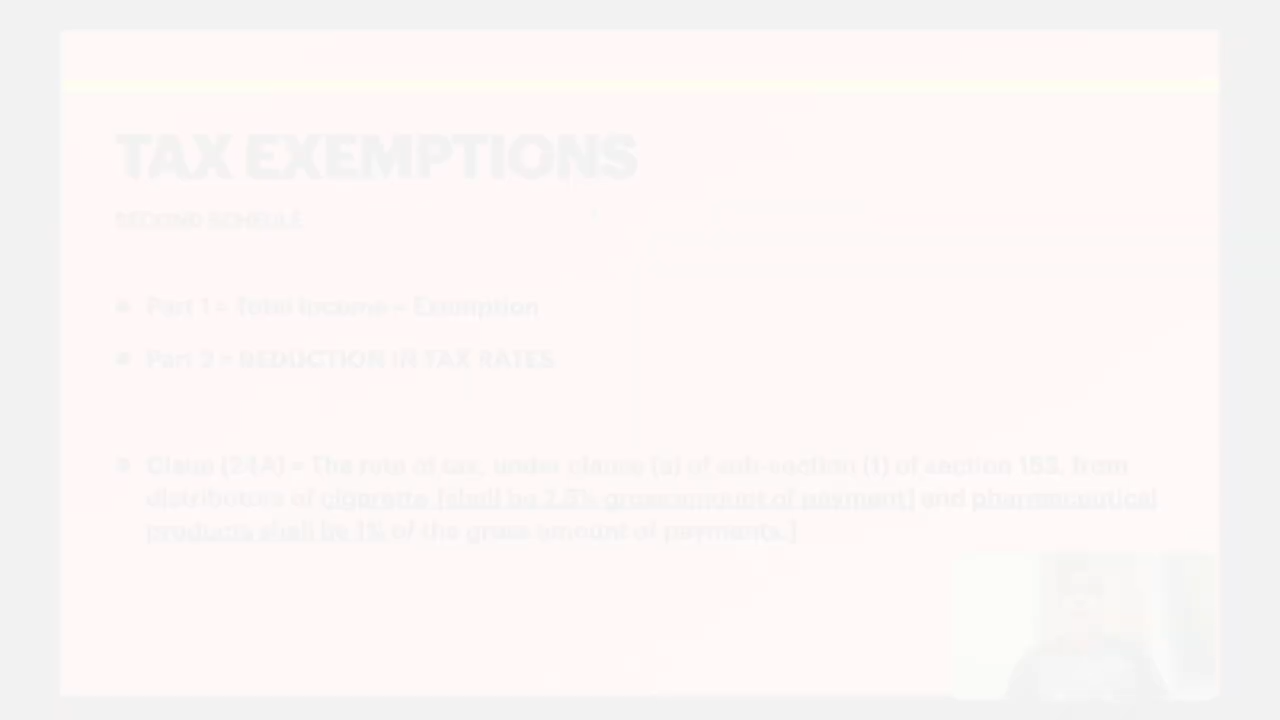 TAX EXEMPTIONS
SECOND SCHEDULE
Part 1 - Total Income - Exemption
Part 2 - REDUCTION IN TAX RATES
Clause (24A) - The rate of tax, under clause (a) of sub-section (1) of section 153, from
distributors of cigarette [shall be 2.5% gross amount of payment] and pharmaceutical
products shall be 1% of the gross amount of payments.]